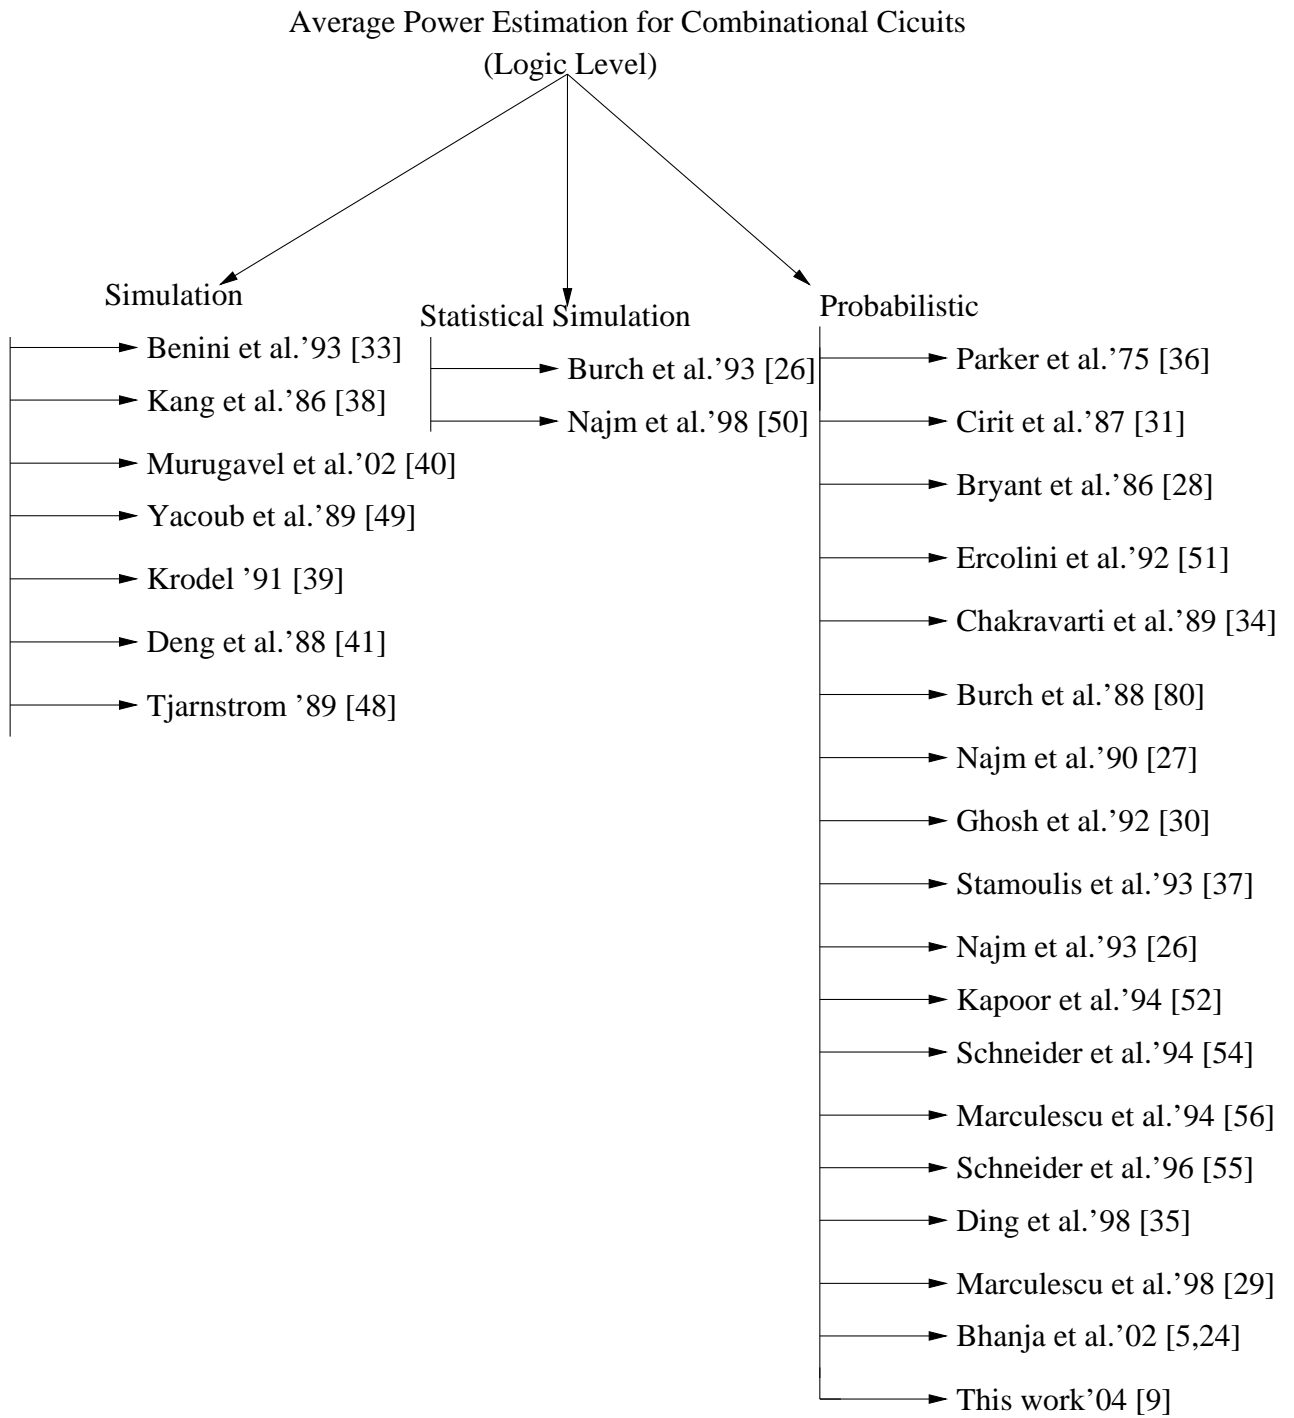 Average Power Estimation for Combinational Cicuits
(Logic Level)
Simulation
Benini et al.’93 [33]
Kang et al.’86 [38]
Murugavel et al.’02 [40]
Yacoub et al.’89 [49]
Krodel ’91 [39]
Deng et al.’88 [41]
Tjarnstrom ’89 [48]
Statistical Simulation
Burch et al.’93 [26]
Najm et al.’98 [50]
Probabilistic
Parker et al.’75 [36]
Cirit et al.’87 [31]
Bryant et al.’86 [28]
Ercolini et al.’92 [51]
Chakravarti et al.’89 [34]
Burch et al.’88 [80]
Najm et al.’90 [27]
Ghosh et al.’92 [30]
Stamoulis et al.’93 [37]
Najm et al.’93 [26]
Kapoor et al.’94 [52]
Schneider et al.’94 [54]
Marculescu et al.’94 [56]
Schneider et al.’96 [55]
Ding et al.’98 [35]
Marculescu et al.’98 [29]
Bhanja et al.’02 [5,24]
This work’04 [9]